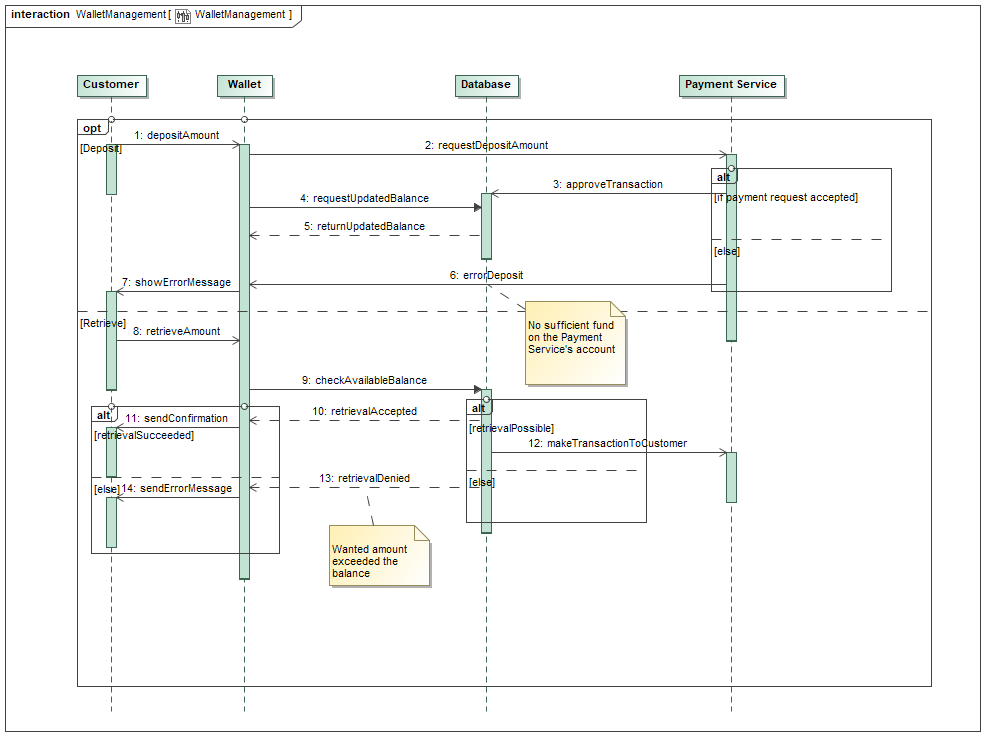 interaction WalletManagement [ WalletManagement ]
Customer
Wallet
Database
Payment Service
opt
[Deposit]
1: depositAmount
2: requestDepositAmount
alt
3: approveTransaction
[if payment request accepted]
4: requestUpdatedBalance
5: returnUpdatedBalance
[else]
6: errorDeposit
7: showErrorMessage
[Retrieve]
8: retrieveAmount
No sufficient fund
on the Payment
Service's account
9: checkAvailableBalance
alt
10: retrievalAccepted
alt
11: sendConfirmation
[retrievalSucceeded]
[retrievalPossible]
12: makeTransactionToCustomer
13: retrievalDenied
[else]
[else]
14: sendErrorMessage
Wanted amount
exceeded the
balance